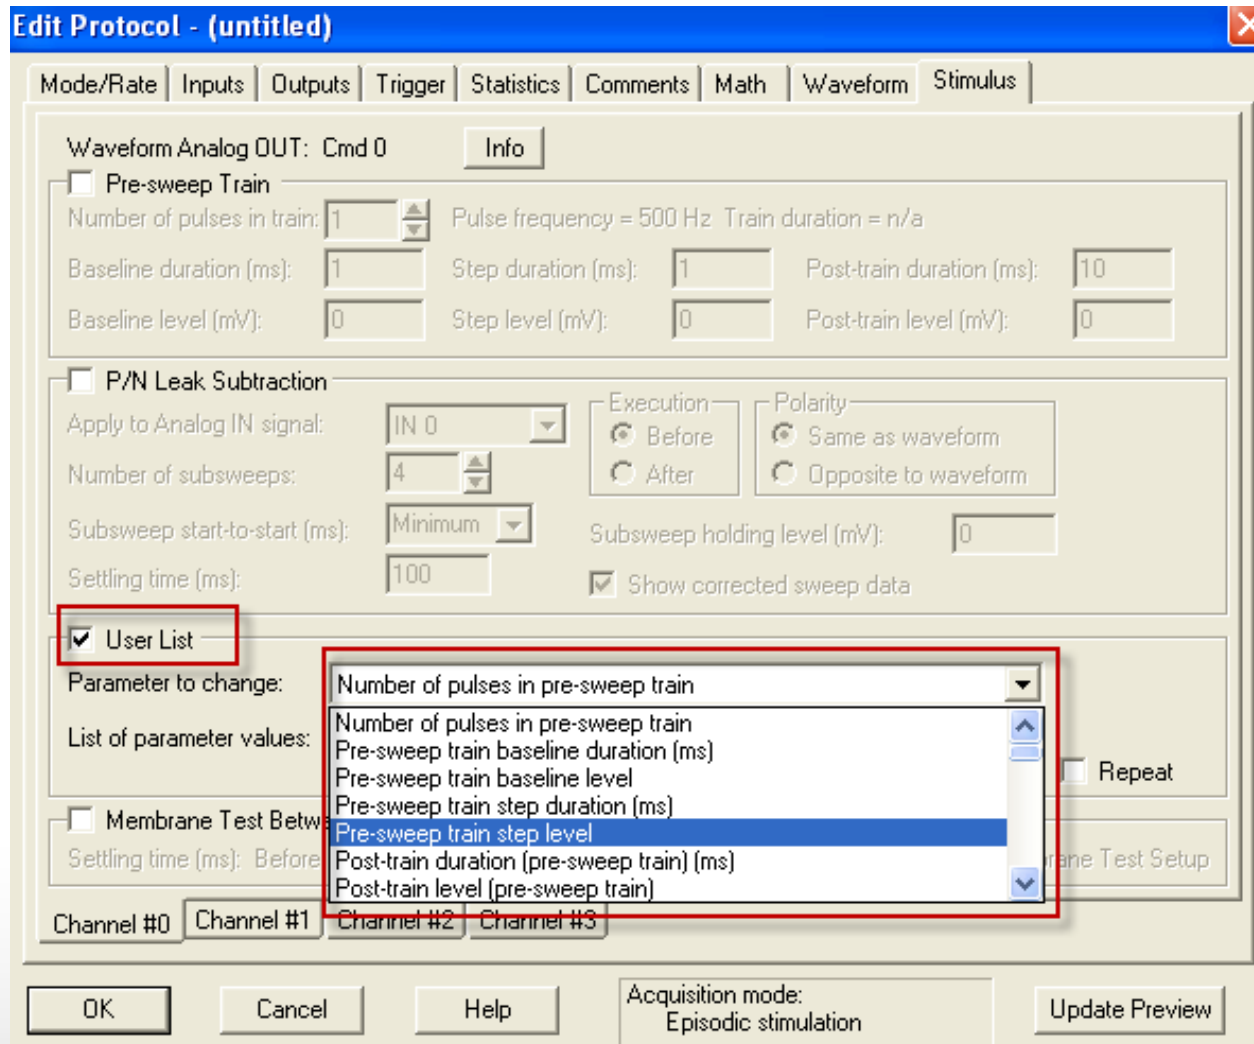 Edit Protocol - (untitled)
Mode/Rate Inputs Outputs Trigger Statistics Comments Math Waveform Stimulus
Waveform Analog OUT: Cmd 0 Info
Pre-sweep Train
Number of pulses in train: 1 Pulse frequency = 500 Hz Train duration = n/a
Baseline duration (ms): 1 Step duration (ms): 1 Post-train duration (ms): 10
Baseline level (mV): 0 Step level (mV): 0 Post-train level (mV): 0
P/N Leak Subtraction
Apply to Analog IN signal: IN 0
Number of subsweeps: 4
Subsweep start-to-start (ms): Minimum
Settling time (ms): 100
Execution
Before
After
Polarity
Same as waveform
Opposite to waveform
Subsweep holding level (mV): 0
Show corrected sweep data
User List
Parameter to change: Number of pulses in pre-sweep train
List of parameter values:
Number of pulses in pre-sweep train
Pre-sweep train baseline duration (ms)
Pre-sweep train baseline level
Pre-sweep train step duration (ms)
Pre-sweep train step level
Post-train duration (pre-sweep train) (ms)
Post-train level (pre-sweep train)
Repeat
Membrane Test
Settling time (ms): Before Test Setup
Channel #0 Channel #1 Channel #2 Channel #3
OK Cancel Help
Acquisition mode:
Episodic stimulation
Update Preview